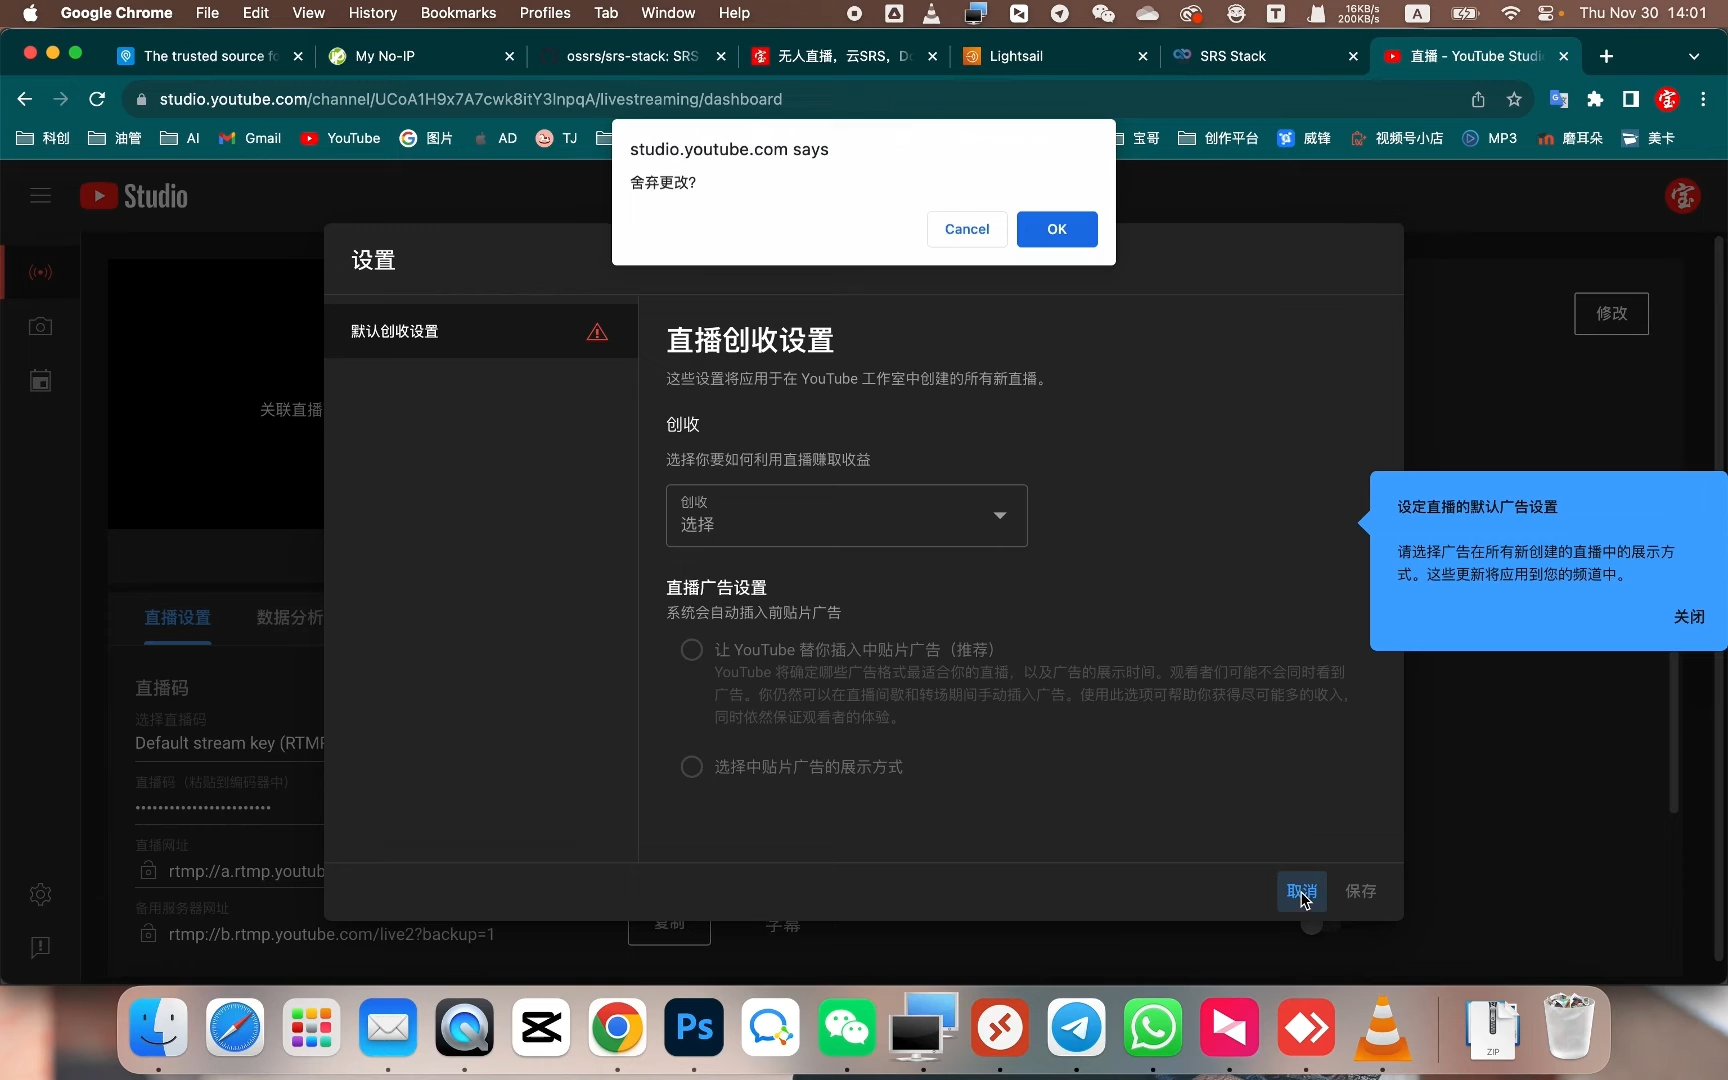 Google Chrome File Edit View History Bookmarks Profiles Tab Window Help 16KB/s 200KB/s A Thu Nov 30 14:01
The trusted source fo
My No-IP
ossrs/srs-stack: SRS
无人直播，云SRS，Do
Lightsail
SRS Stack
直播 - YouTube Studi
studio.youtube.com/channel/UCoA1H9x7A7cwk8itY3lnpqA/livestreaming/dashboard
科创 油管 AI Gmail YouTube 图片 AD TJ 宝哥 创作平台 威锋 视频号小店 MP3 磨耳朵 美卡
studio.youtube.com says
舍弃更改?
Cancel OK
Studio
宝
设置
修改
默认创收设置
直播创收设置
这些设置将应用于在 YouTube 工作室中创建的所有新直播。
关联直播
创收
选择你要如何利用直播赚取收益
创收
选择
设定直播的默认广告设置
请选择广告在所有新创建的直播中的展示方
式。这些更新将应用到您的频道中。
关闭
直播广告设置
系统会自动插入前贴片广告
直播设置 数据分析
让 YouTube 替你插入中贴片广告（推荐）
YouTube 将确定哪些广告格式最适合你的直播，以及广告的展示时间。观看者们可能不会同时看到
广告。你仍然可以在直播间歇和转场期间手动插入广告。使用此选项可帮助你获得尽可能多的收入，
同时依然保证观看者的体验。
选择中贴片广告的展示方式
直播码
选择直播码
Default stream key (RTMP
直播码（粘贴到编码器中）
••••••••••••••••••••••••
直播网址
rtmp://a.rtmp.youtub
备用服务器网址
rtmp://b.rtmp.youtube.com/live2?backup=1
取消 保存
复制
字幕
Ps
ZIP